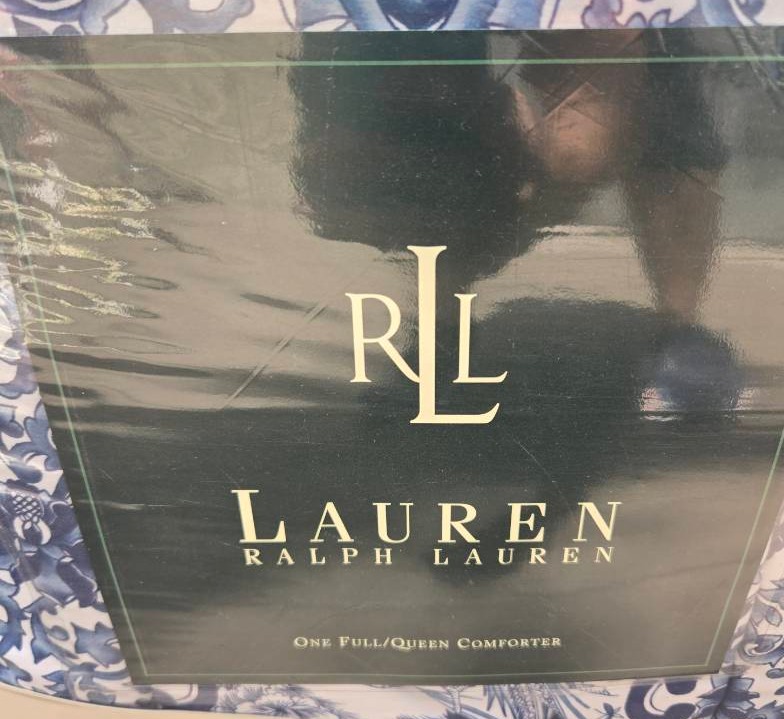 RLL
LAUREN
RALPH LAUREN
ONE FULL/QUEEN COMFORTER